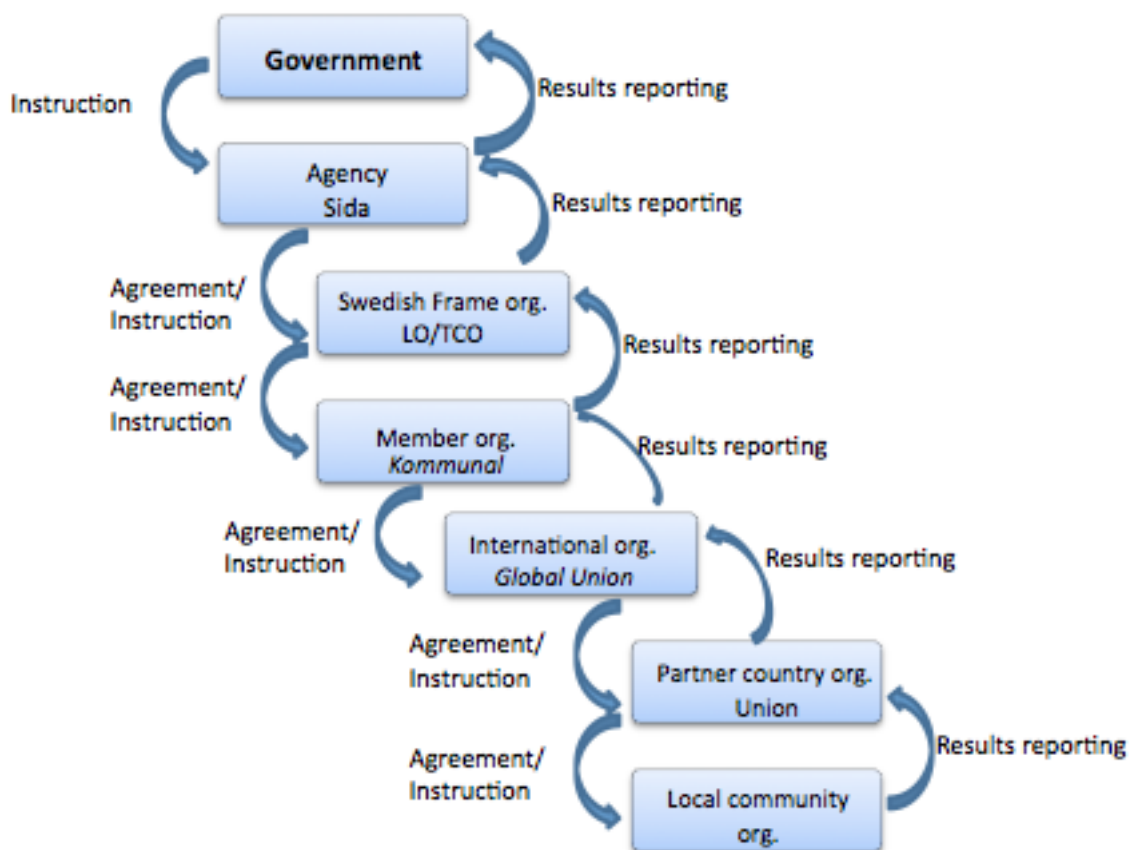 Government
Results reporting
Instruction
Agency
Sida
Results reporting
Agreement/
Instruction
Swedish Frame org.
LO/TCO
Results reporting
Agreement/
Instruction
Member org.
Kommunal
Results reporting
Agreement/
Instruction
International org.
Global Union
Results reporting
Agreement/
Instruction
Partner country org.
Union
Results reporting
Agreement/
Instruction
Local community
org.